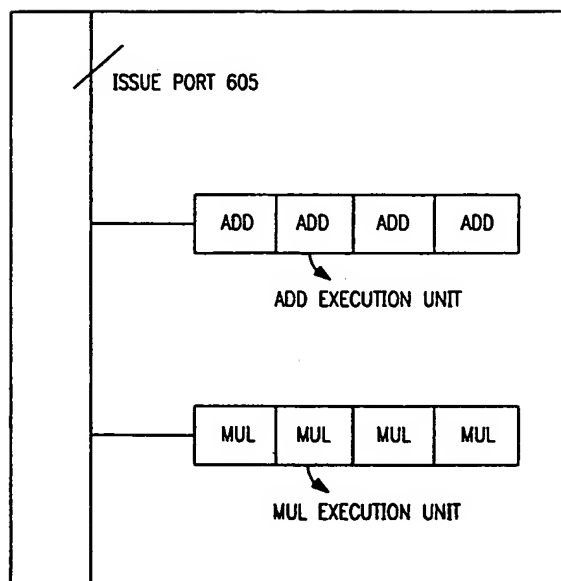 ISSUE PORT 605
ADD ADD ADD ADD
ADD EXECUTION UNIT
MUL MUL MUL MUL
MUL EXECUTION UNIT